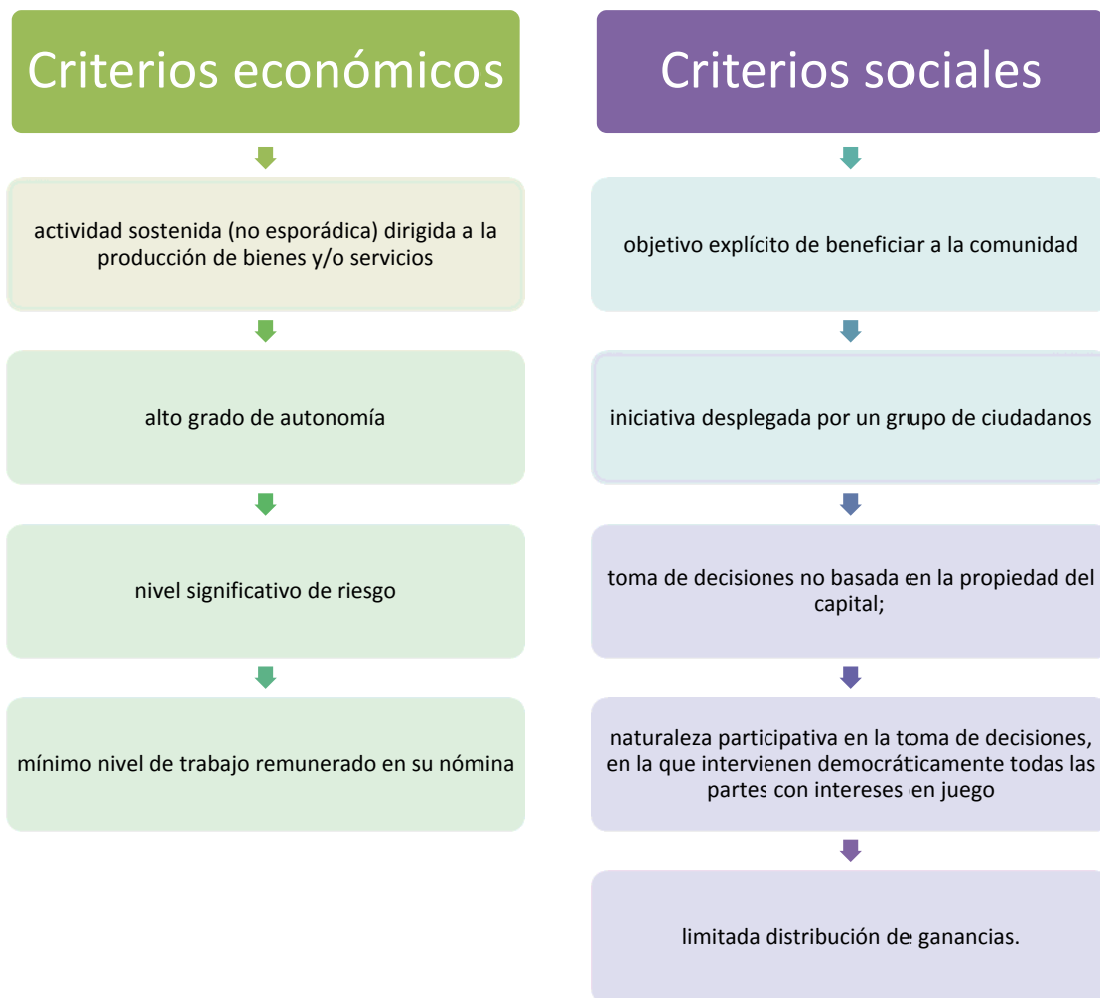 Criterios económicos
actividad sostenida (no esporádica) dirigida a la
producción de bienes y/o servicios
alto grado de autonomía
nivel significativo de riesgo
mínimo nivel de trabajo remunerado en su nómina
Criterios sociales
objetivo explícito de beneficiar a la comunidad
iniciativa desplegada por un grupo de ciudadanos
toma de decisiones no basada en la propiedad del
capital;
naturaleza participativa en la toma de decisiones,
en la que intervienen democráticamente todas las
partes con intereses en juego
limitada distribución de ganancias.